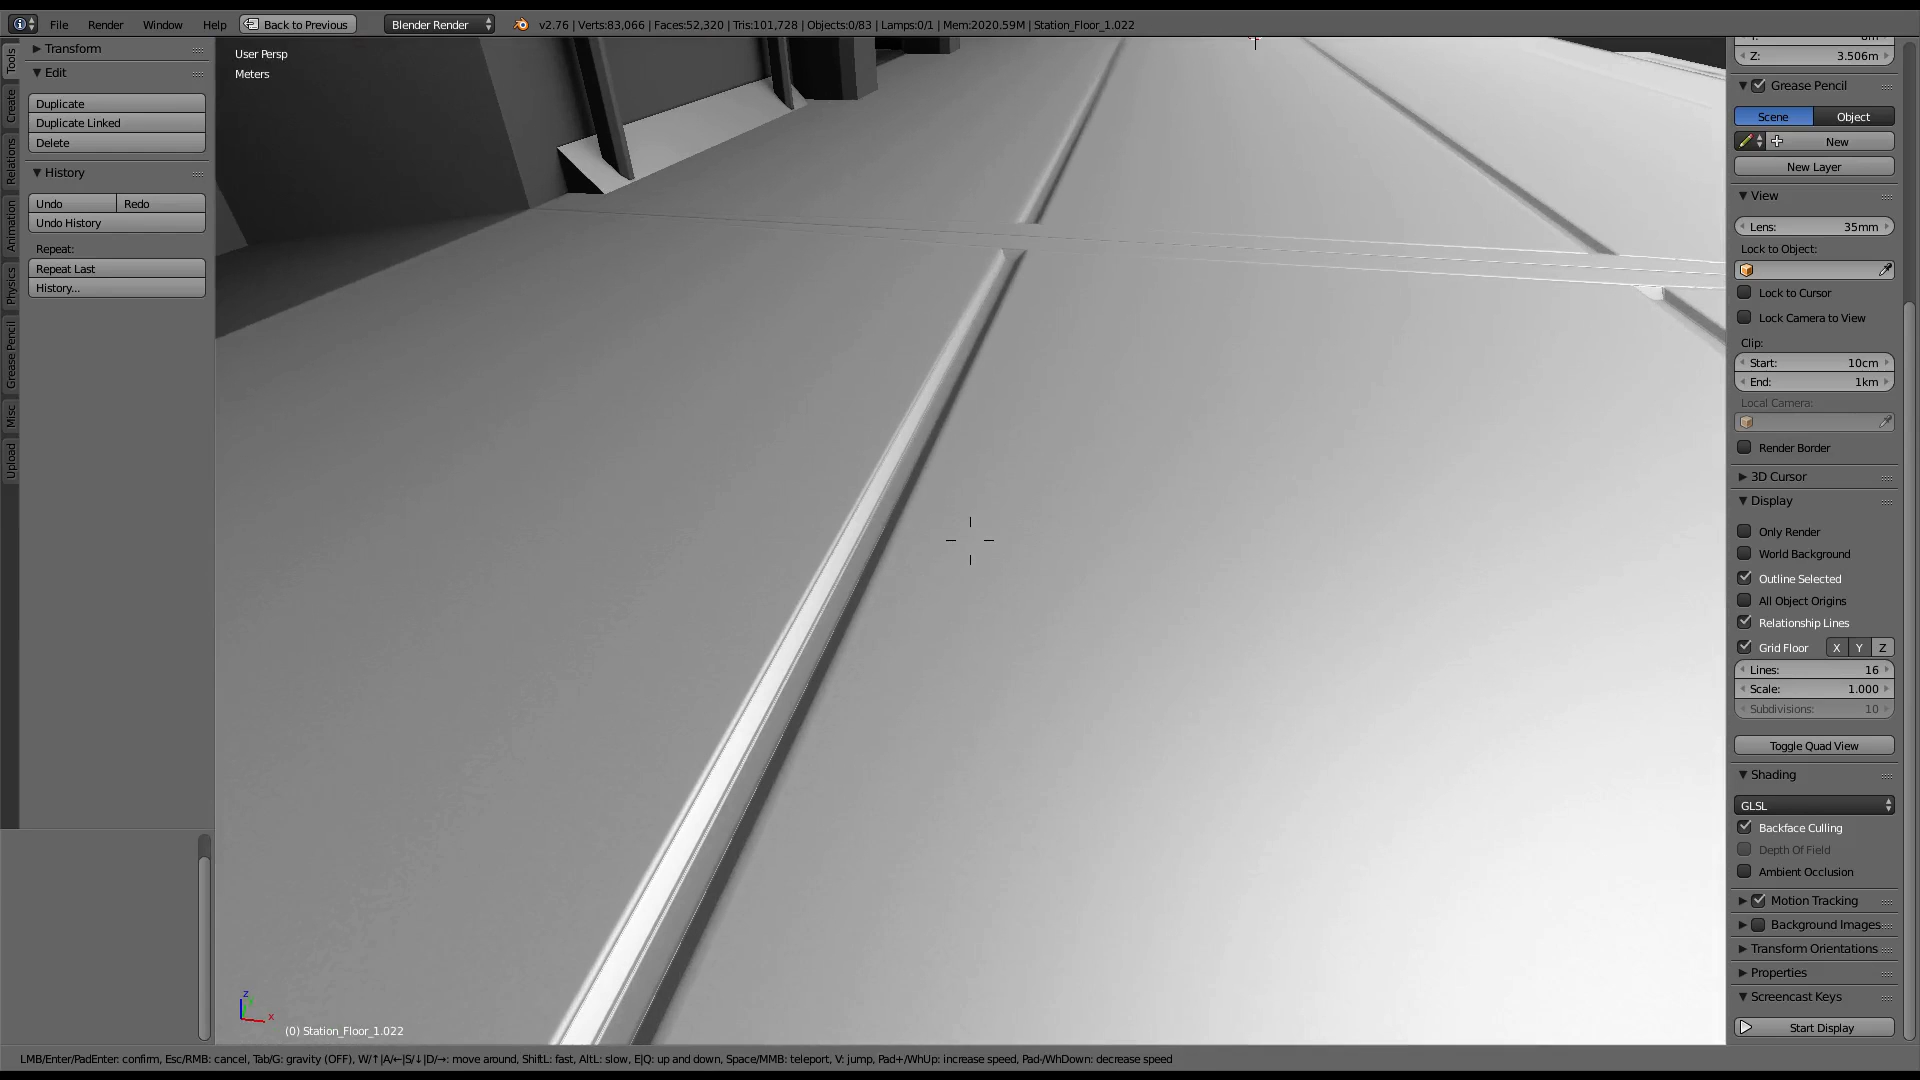 File Render Window Help Back to Previous Blender Render v2.76 | Verts:83,066 | Faces:52,320 | Tris:101,728 | Objects:0/83 | Lamps:0/1 | Mem:2020.59M | Station_Floor_1.022
Tools
Create
Relations
Animation
Physics
Grease Pencil
Misc
Upload
Transform
Edit
Duplicate
Duplicate Linked
Delete
History
Undo Redo
Undo History
Repeat:
Repeat Last
History...
User Persp
Meters
z
x
(0) Station_Floor_1.022
Z: 3.506m
Grease Pencil
Scene Object
New
New Layer
View
Lens: 35mm
Lock to Object:
Lock to Cursor
Lock Camera to View
Clip:
Start: 10cm
End: 1km
Local Camera:
Render Border
3D Cursor
Display
Only Render
World Background
Outline Selected
All Object Origins
Relationship Lines
Grid Floor X Y Z
Lines: 16
Scale: 1.000
Subdivisions: 10
Toggle Quad View
Shading
GLSL
Backface Culling
Depth Of Field
Ambient Occlusion
Motion Tracking
Background Images
Transform Orientations
Properties
Screencast Keys
Start Display
LMB/Enter/PadEnter: confirm, Esc/RMB: cancel, Tab/G: gravity (OFF), W/↑|A/←|S/↓|D/→: move around, ShiftL: fast, AltL: slow, E|Q: up and down, Space/MMB: teleport, V: jump, Pad+/WhUp: increase speed, Pad-/WhDown: decrease speed